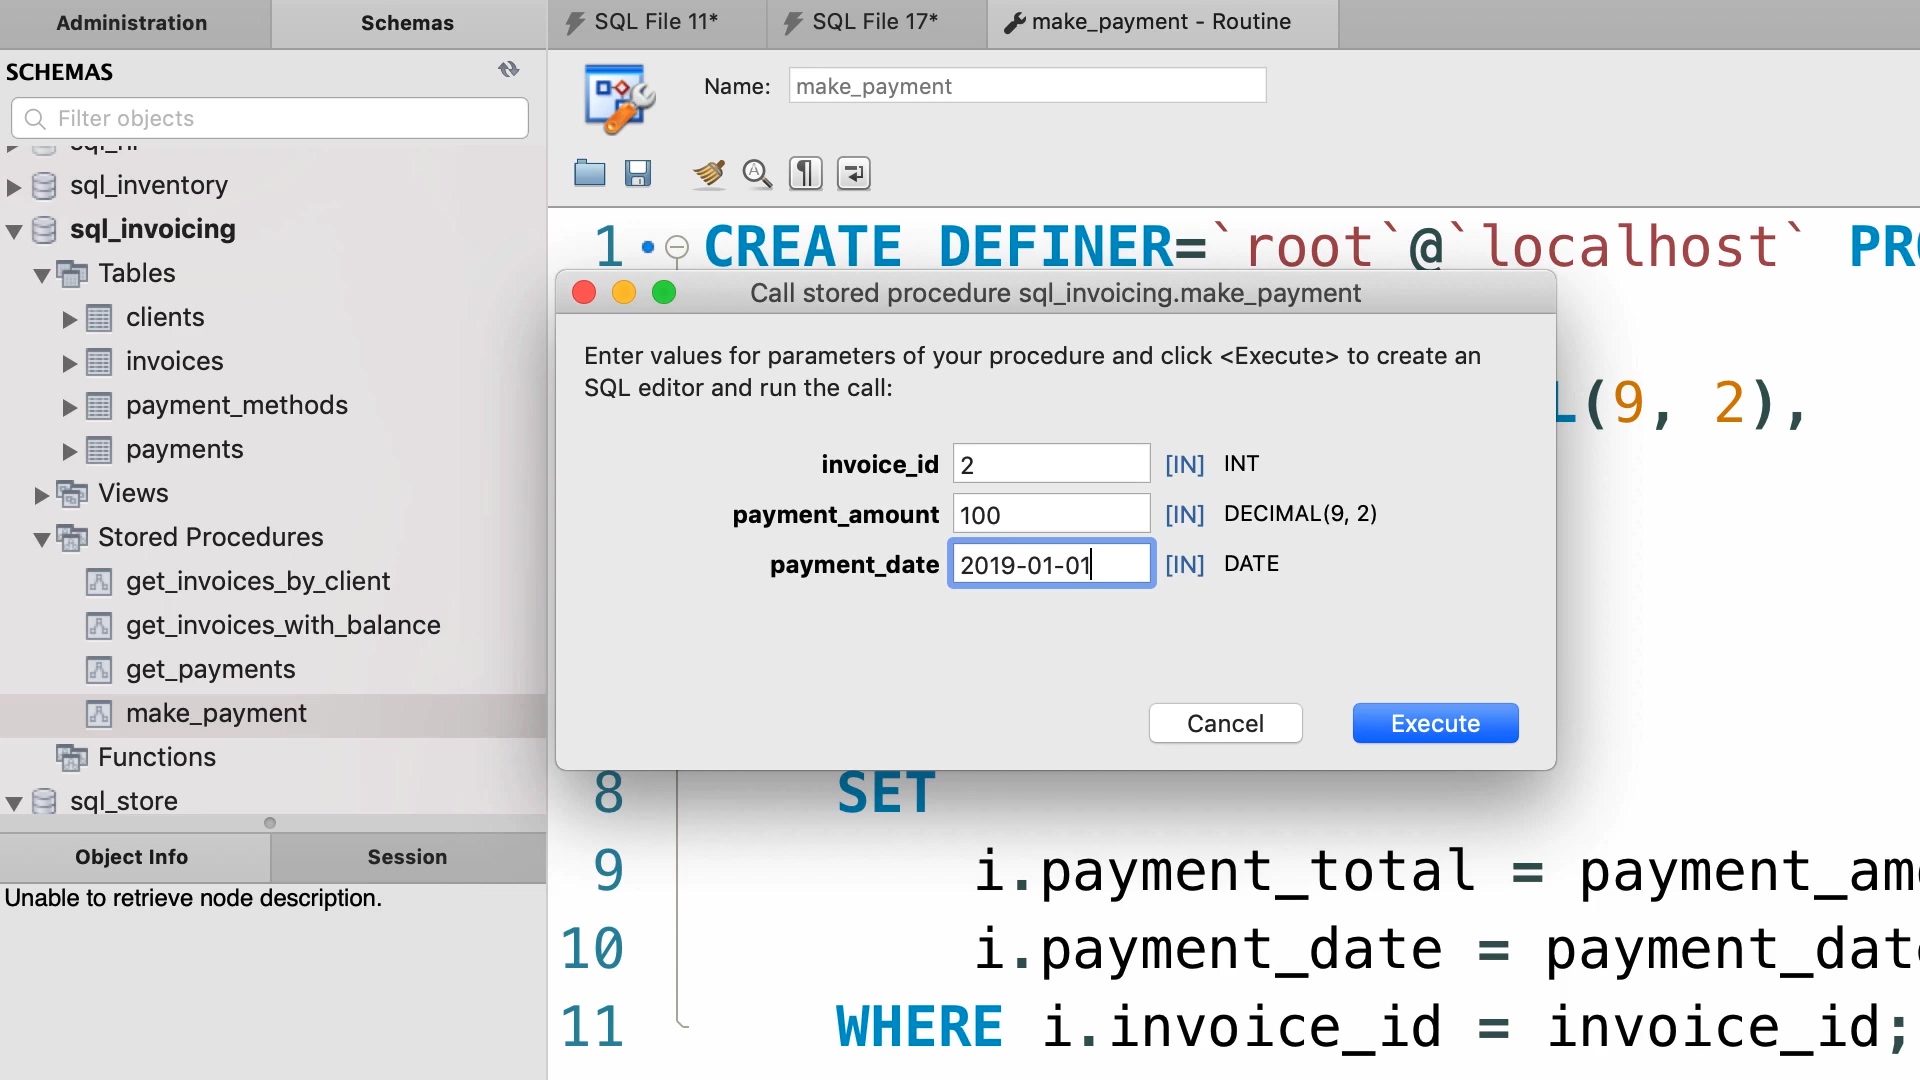 Administration
Schemas
SQL File 11*
SQL File 17*
make_payment - Routine
SCHEMAS
Filter objects
sql_inventory
sql_invoicing
Tables
clients
invoices
payment_methods
payments
Views
Stored Procedures
get_invoices_by_client
get_invoices_with_balance
get_payments
make_payment
Functions
sql_store
Object Info
Session
Unable to retrieve node description.
Name:
make_payment
1 CREATE DEFINER=`root`@`localhost` PRO
L(9, 2),
Call stored procedure sql_invoicing.make_payment
Enter values for parameters of your procedure and click <Execute> to create an
SQL editor and run the call:
invoice_id 2 [IN] INT
payment_amount 100 [IN] DECIMAL(9, 2)
payment_date 2019-01-01 [IN] DATE
Cancel
Execute
8 SET
9 i.payment_total = payment_am
10 i.payment_date = payment_dat
11 WHERE i.invoice_id = invoice_id;